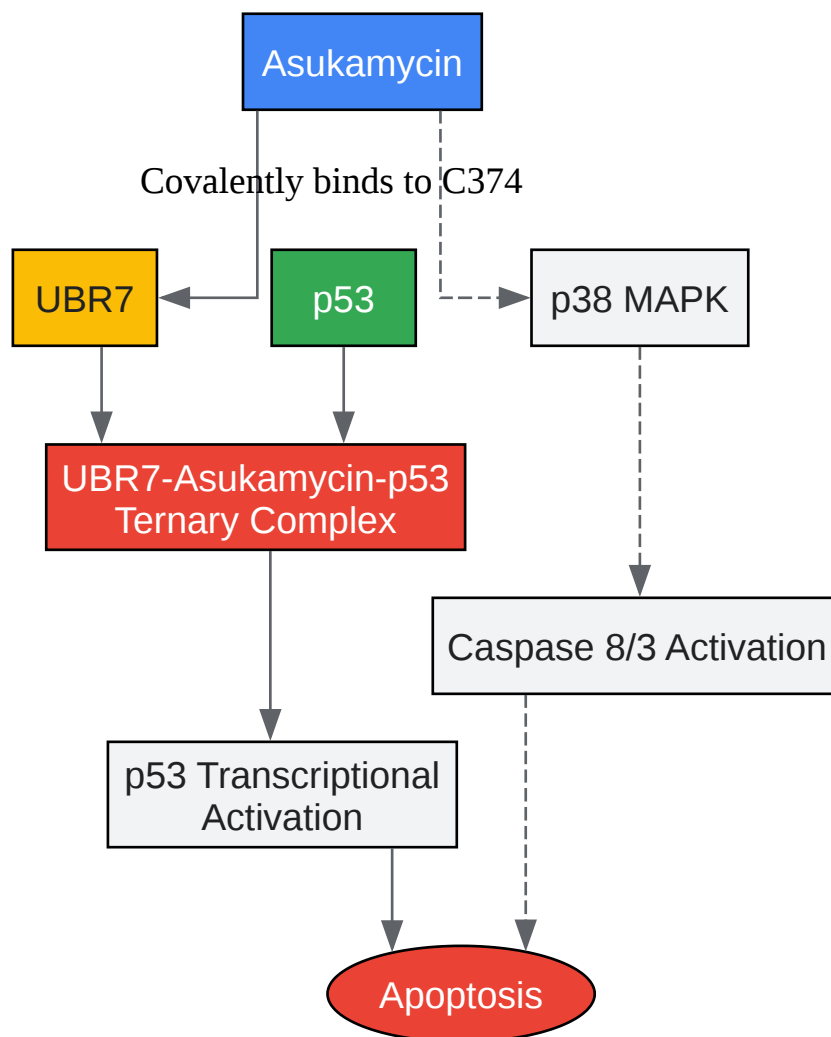 Asukamycin
Covalently binds to C374
UBR7
p53
p38 MAPK
UBR7-Asukamycin-p53
Ternary Complex
Caspase 8/3 Activation
p53 Transcriptional
Activation
Apoptosis